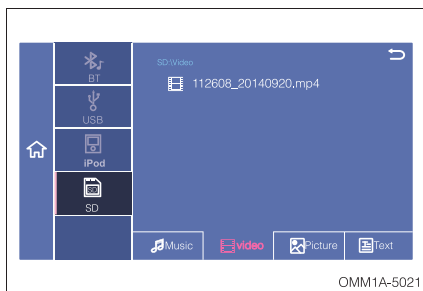 BT
USB
iPod
SD
SD:\Video
112608_20140920.mp4
Music
video
Picture
Text
OMM1A-5021